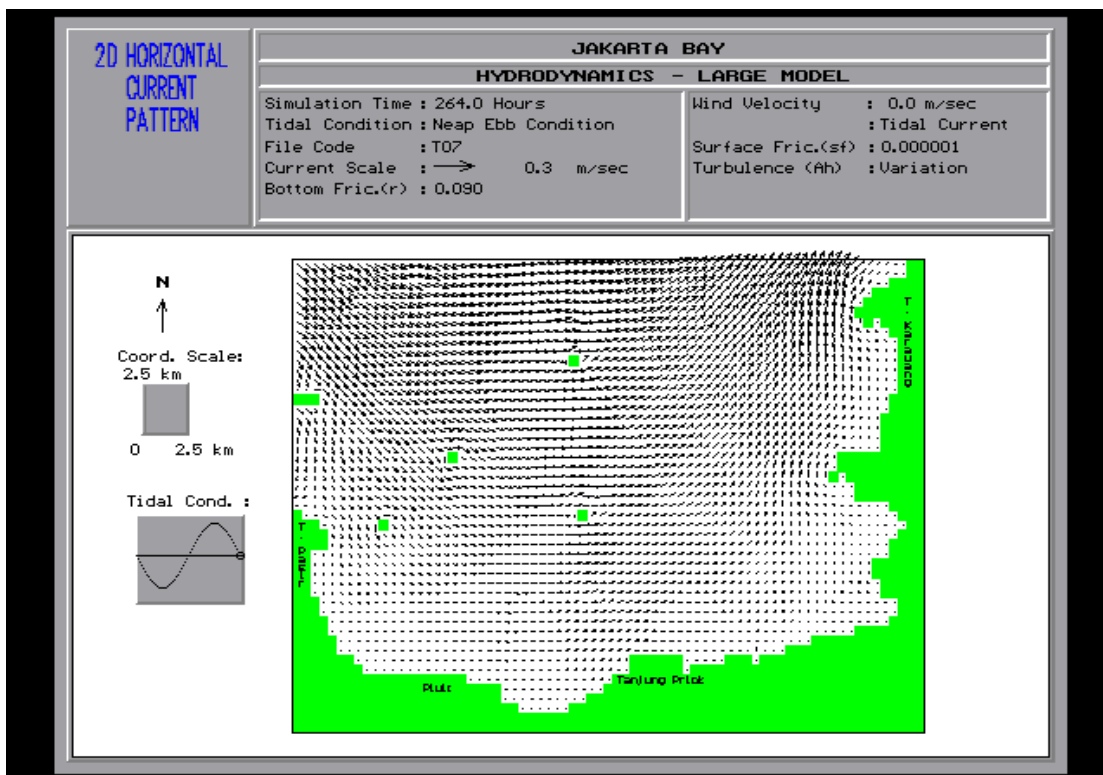 2D HORIZONTAL
CURRENT
PATTERN
JAKARTA BAY
HYDRODYNAMICS - LARGE MODEL
Simulation Time : 264.0 Hours
Tidal Condition : Neap Ebb Condition
File Code : T07
Current Scale : 0.3 m/sec
Bottom Fric.(r) : 0.090
Wind Velocity : 0.0 m/sec
: Tidal Current
Surface Fric.(sf) : 0.000001
Turbulence (Ah) : Variation
N
Coord. Scale:
2.5 km
0 2.5 km
Tidal Cond. :
T.
T.
Pluit
Tanjung Priok